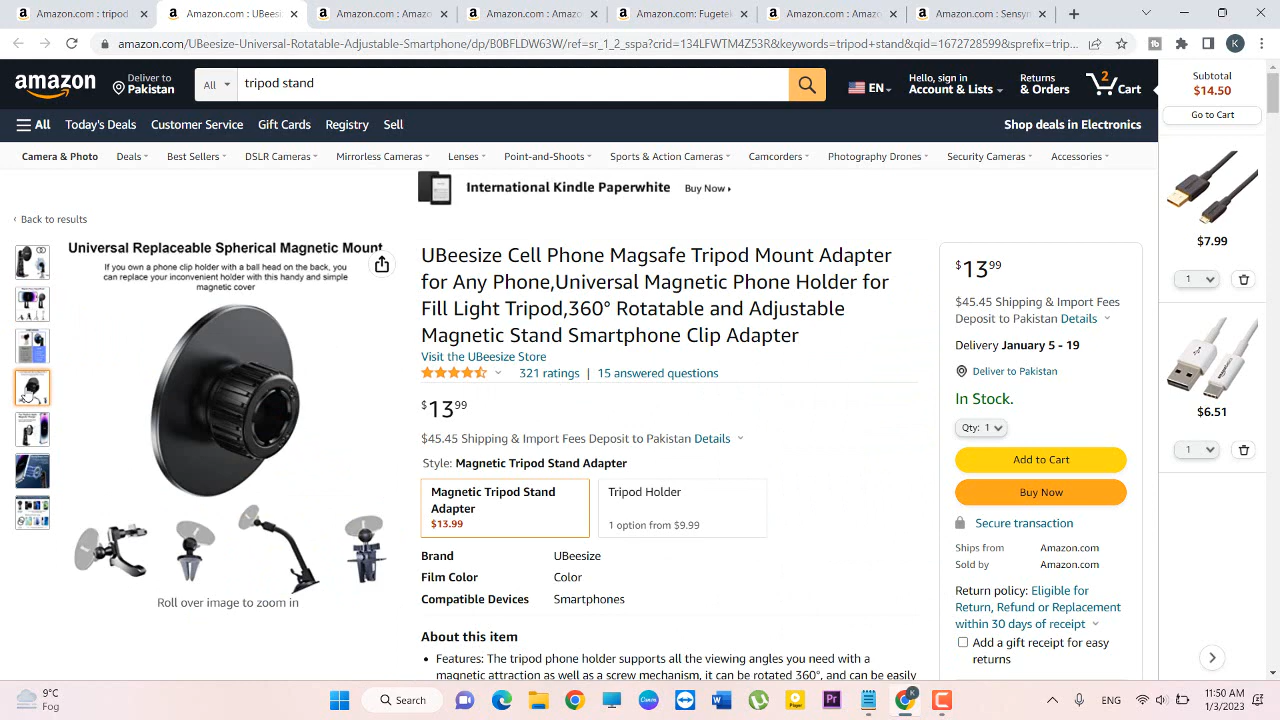 Amazon.com : tripod
Amazon.com : UBeesi
Amazon.com : Amazo
Amazon.com : Amazo
Amazon.com: Fugetek
Amazon.com : Amazo
Amazon.com : Sensyn
amazon.com/UBeesize-Universal-Rotatable-Adjustable-Smartphone/dp/B0BFLDW63W/ref=sr_1_2_sspa?crid=134LFWTM4Z53R&keywords=tripod+stand&qid=1672728599&sprefix=trip...
K
amazon
Deliver to
Pakistan
All
tripod stand
EN
Hello, sign in
Account & Lists
Returns
& Orders
2
Cart
Subtotal
$14.50
Go to Cart
All
Today's Deals
Customer Service
Gift Cards
Registry
Sell
Shop deals in Electronics
Camera & Photo
Deals
Best Sellers
DSLR Cameras
Mirrorless Cameras
Lenses
Point-and-Shoots
Sports & Action Cameras
Camcorders
Photography Drones
Security Cameras
Accessories
International Kindle Paperwhite
Buy Now
‹ Back to results
Universal Replaceable Spherical Magnetic Mount
If you own a phone clip holder with a ball head on the back, you
can replace your inconvenient holder with this handy and simple
magnetic cover
Roll over image to zoom in
UBeesize Cell Phone Magsafe Tripod Mount Adapter
for Any Phone,Universal Magnetic Phone Holder for
Fill Light Tripod,360° Rotatable and Adjustable
Magnetic Stand Smartphone Clip Adapter
Visit the UBeesize Store
321 ratings | 15 answered questions
$13.99
$45.45 Shipping & Import Fees Deposit to Pakistan Details
Style: Magnetic Tripod Stand Adapter
Magnetic Tripod Stand
Adapter
$13.99
Tripod Holder
1 option from $9.99
Brand UBeesize
Film Color Color
Compatible Devices Smartphones
About this item
• Features: The tripod phone holder supports all the viewing angles you need with a
magnetic attraction as well as a screw mechanism, it can be rotated 360°, and can be easily
$13.99
$45.45 Shipping & Import Fees
Deposit to Pakistan Details
Delivery January 5 - 19
Deliver to Pakistan
In Stock.
Qty: 1
Add to Cart
Buy Now
Secure transaction
Ships from Amazon.com
Sold by Amazon.com
Return policy: Eligible for
Return, Refund or Replacement
within 30 days of receipt
Add a gift receipt for easy
returns
$7.99
1
$6.51
1
9°C
Fog
Search
ENG
11:50 AM
1/3/2023